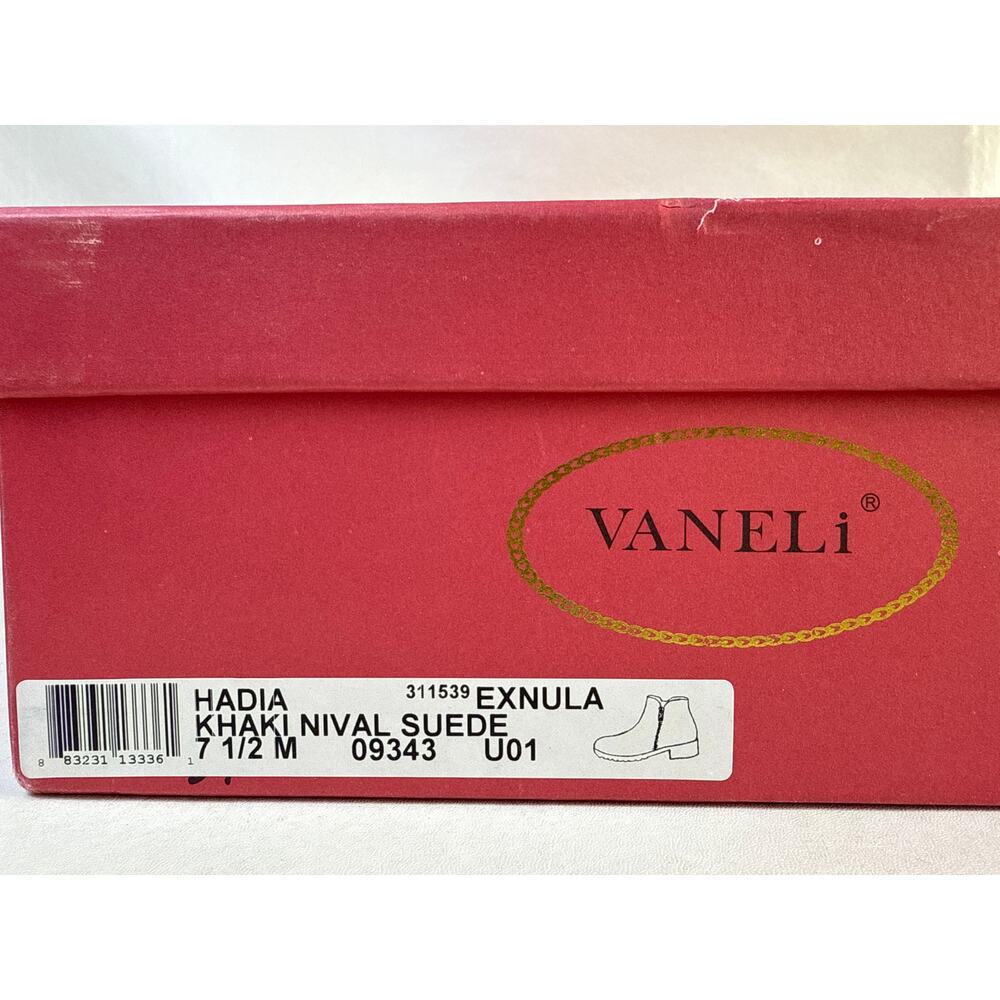 VANELi®
HADIA 311539 EXNULA
KHAKI NIVAL SUEDE
7 1/2 M 09343 U01
8 83231 13336 1